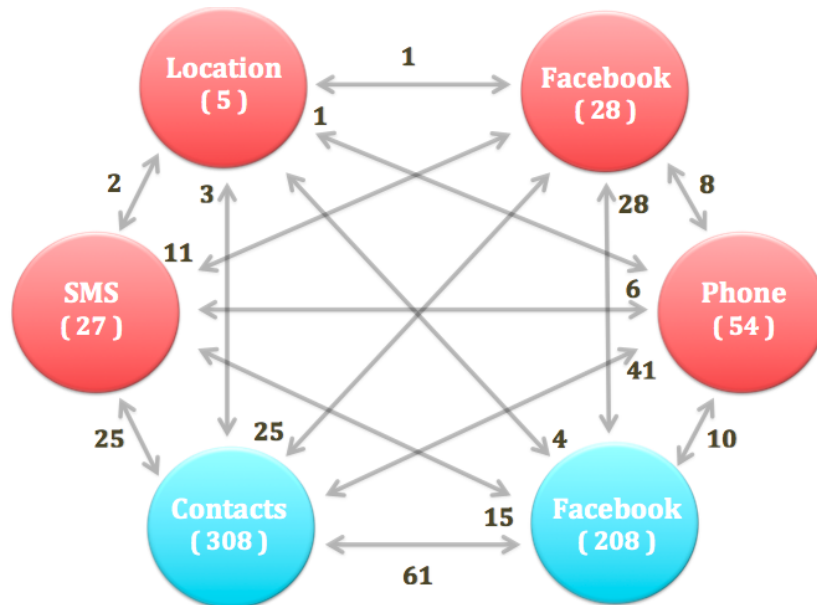 1
Location
( 5 )
Facebook
( 28 )
1
2
3
28
8
11
SMS
( 27 )
6
Phone
( 54 )
41
25
25
4
10
Contacts
( 308 )
15
Facebook
( 208 )
61